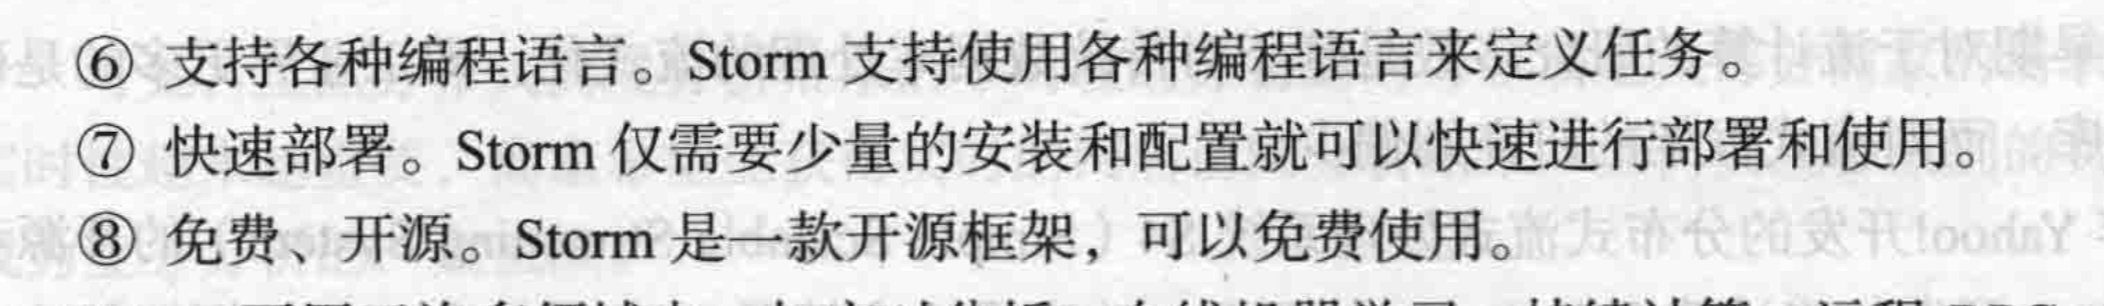 ⑥ 支持各种编程语言。Storm 支持使用各种编程语言来定义任务。
⑦ 快速部署。Storm 仅需要少量的安装和配置就可以快速进行部署和使用。
⑧ 免费、开源。Storm 是一款开源框架，可以免费使用。